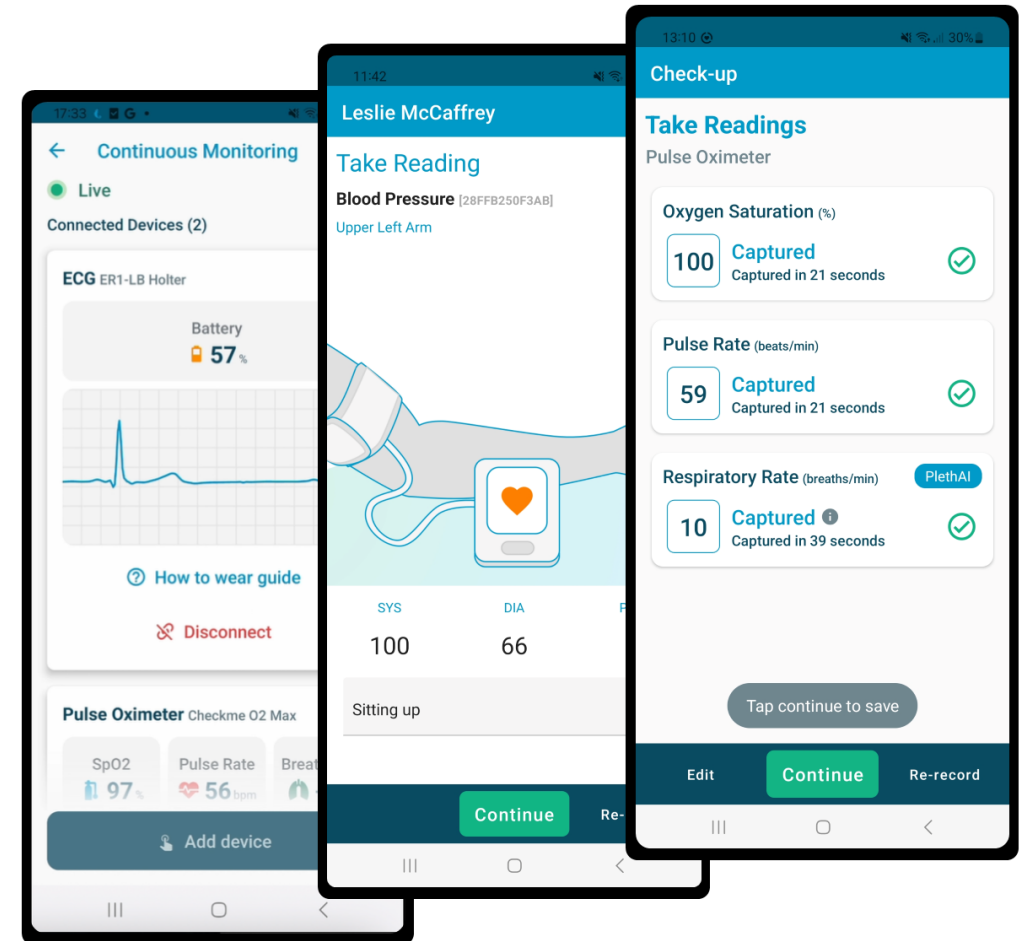 17:33
Continuous Monitoring
Live
Connected Devices (2)
ECG ER1-LB Holter
Battery
57 %
How to wear guide
Disconnect
Pulse Oximeter Checkme O2 Max
SpO2 Pulse Rate
97 % 56 bpm
Add device
11:42
Leslie McCaffrey
Take Reading
Blood Pressure [28FFB250F3AB]
Upper Left Arm
SYS DIA
100 66
Sitting up
Continue
13:10 30%
Check-up
Take Readings
Pulse Oximeter
Oxygen Saturation (%)
100 Captured
Captured in 21 seconds
Pulse Rate (beats/min)
59 Captured
Captured in 21 seconds
Respiratory Rate (breaths/min) PlethAI
10 Captured
Captured in 39 seconds
Tap continue to save
Edit Continue Re-record